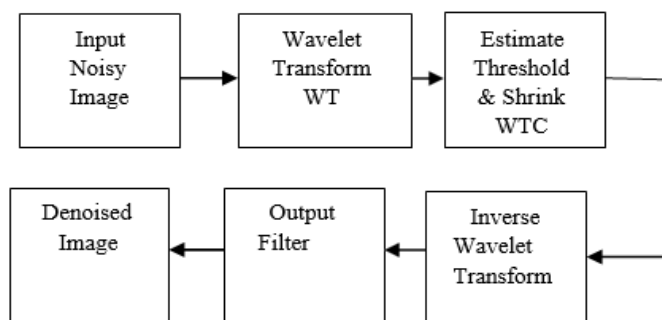 Input
Noisy
Image
Wavelet
Transform
WT
Estimate
Threshold
& Shrink
WTC
Denoised
Image
Output
Filter
Inverse
Wavelet
Transform